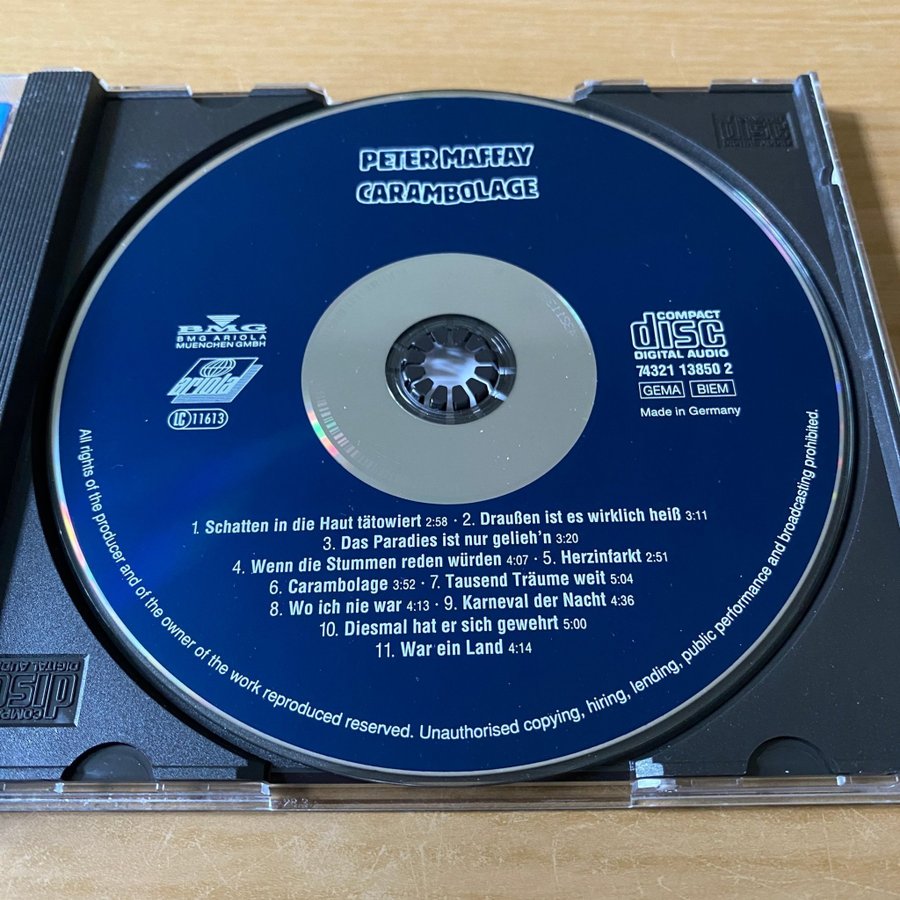 PETER MAFFAY
CARAMBOLAGE
BMG
BMG ARIOLA
MUENCHEN GMBH
ariola
LC 11613
COMPACT
disc
DIGITAL AUDIO
74321 13850 2
GEMA BIEM
Made in Germany
1. Schatten in die Haut tätowiert 2:58 · 2. Draußen ist es wirklich heiß 3:11
3. Das Paradies ist nur gelieh'n 3:20
4. Wenn die Stummen reden würden 4:07 · 5. Herzinfarkt 2:51
6. Carambolage 3:52 · 7. Tausend Träume weit 5:04
8. Wo ich nie war 4:13 · 9. Karneval der Nacht 4:36
10. Diesmal hat er sich gewehrt 5:00
11. War ein Land 4:14
All rights of the producer and of the owner of the work reproduced reserved. Unauthorised copying, hiring, lending, public performance and broadcasting prohibited.
disc
COMPACT
disc
DIGITAL AUDIO